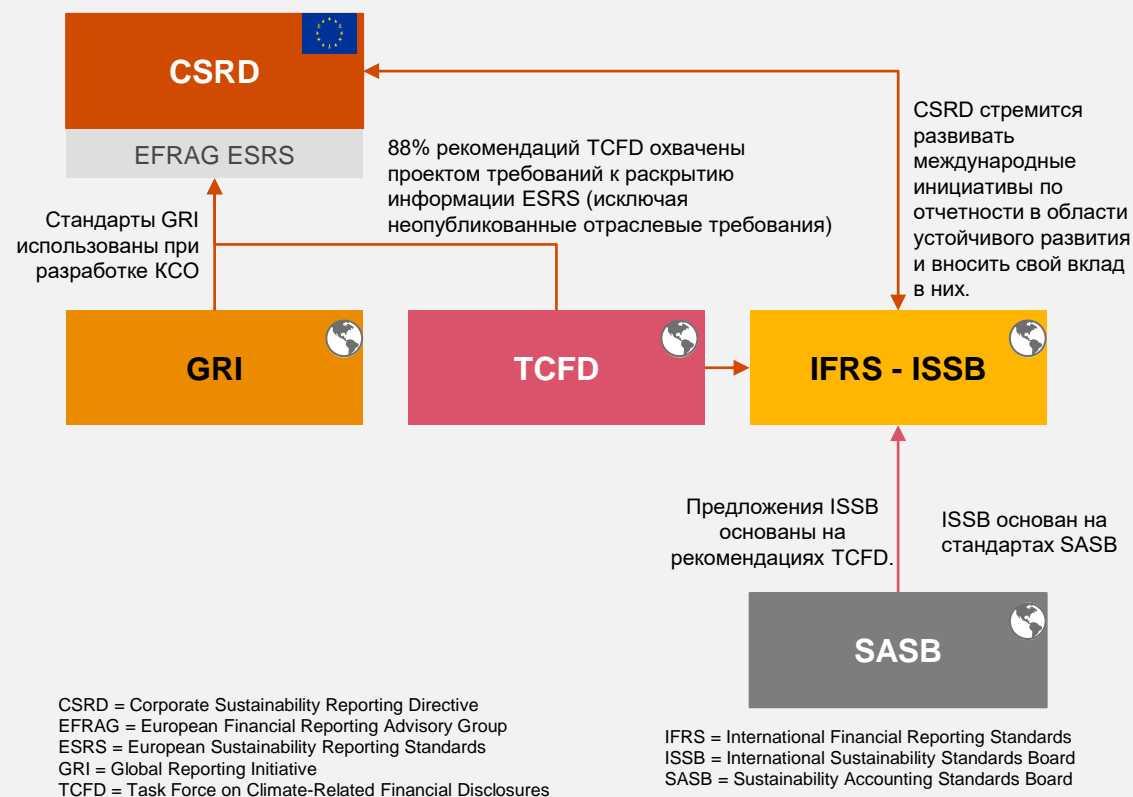 CSRD
EFRAG ESRS
88% рекомендаций TCFD охвачены
проектом требований к раскрытию
информации ESRS (исключая
неопубликованные отраслевые требования)
CSRD стремится
развивать
международные
инициативы по
отчетности в области
устойчивого развития
и вносить свой вклад
в них.
Стандарты GRI
использованы при
разработке КСО
GRI
TCFD
IFRS - ISSB
Предложения ISSB
основаны на
рекомендациях TCFD.
ISSB основан на
стандартах SASB
SASB
CSRD = Corporate Sustainability Reporting Directive
EFRAG = European Financial Reporting Advisory Group
ESRS = European Sustainability Reporting Standards
GRI = Global Reporting Initiative
TCFD = Task Force on Climate-Related Financial Disclosures
IFRS = International Financial Reporting Standards
ISSB = International Sustainability Standards Board
SASB = Sustainability Accounting Standards Board